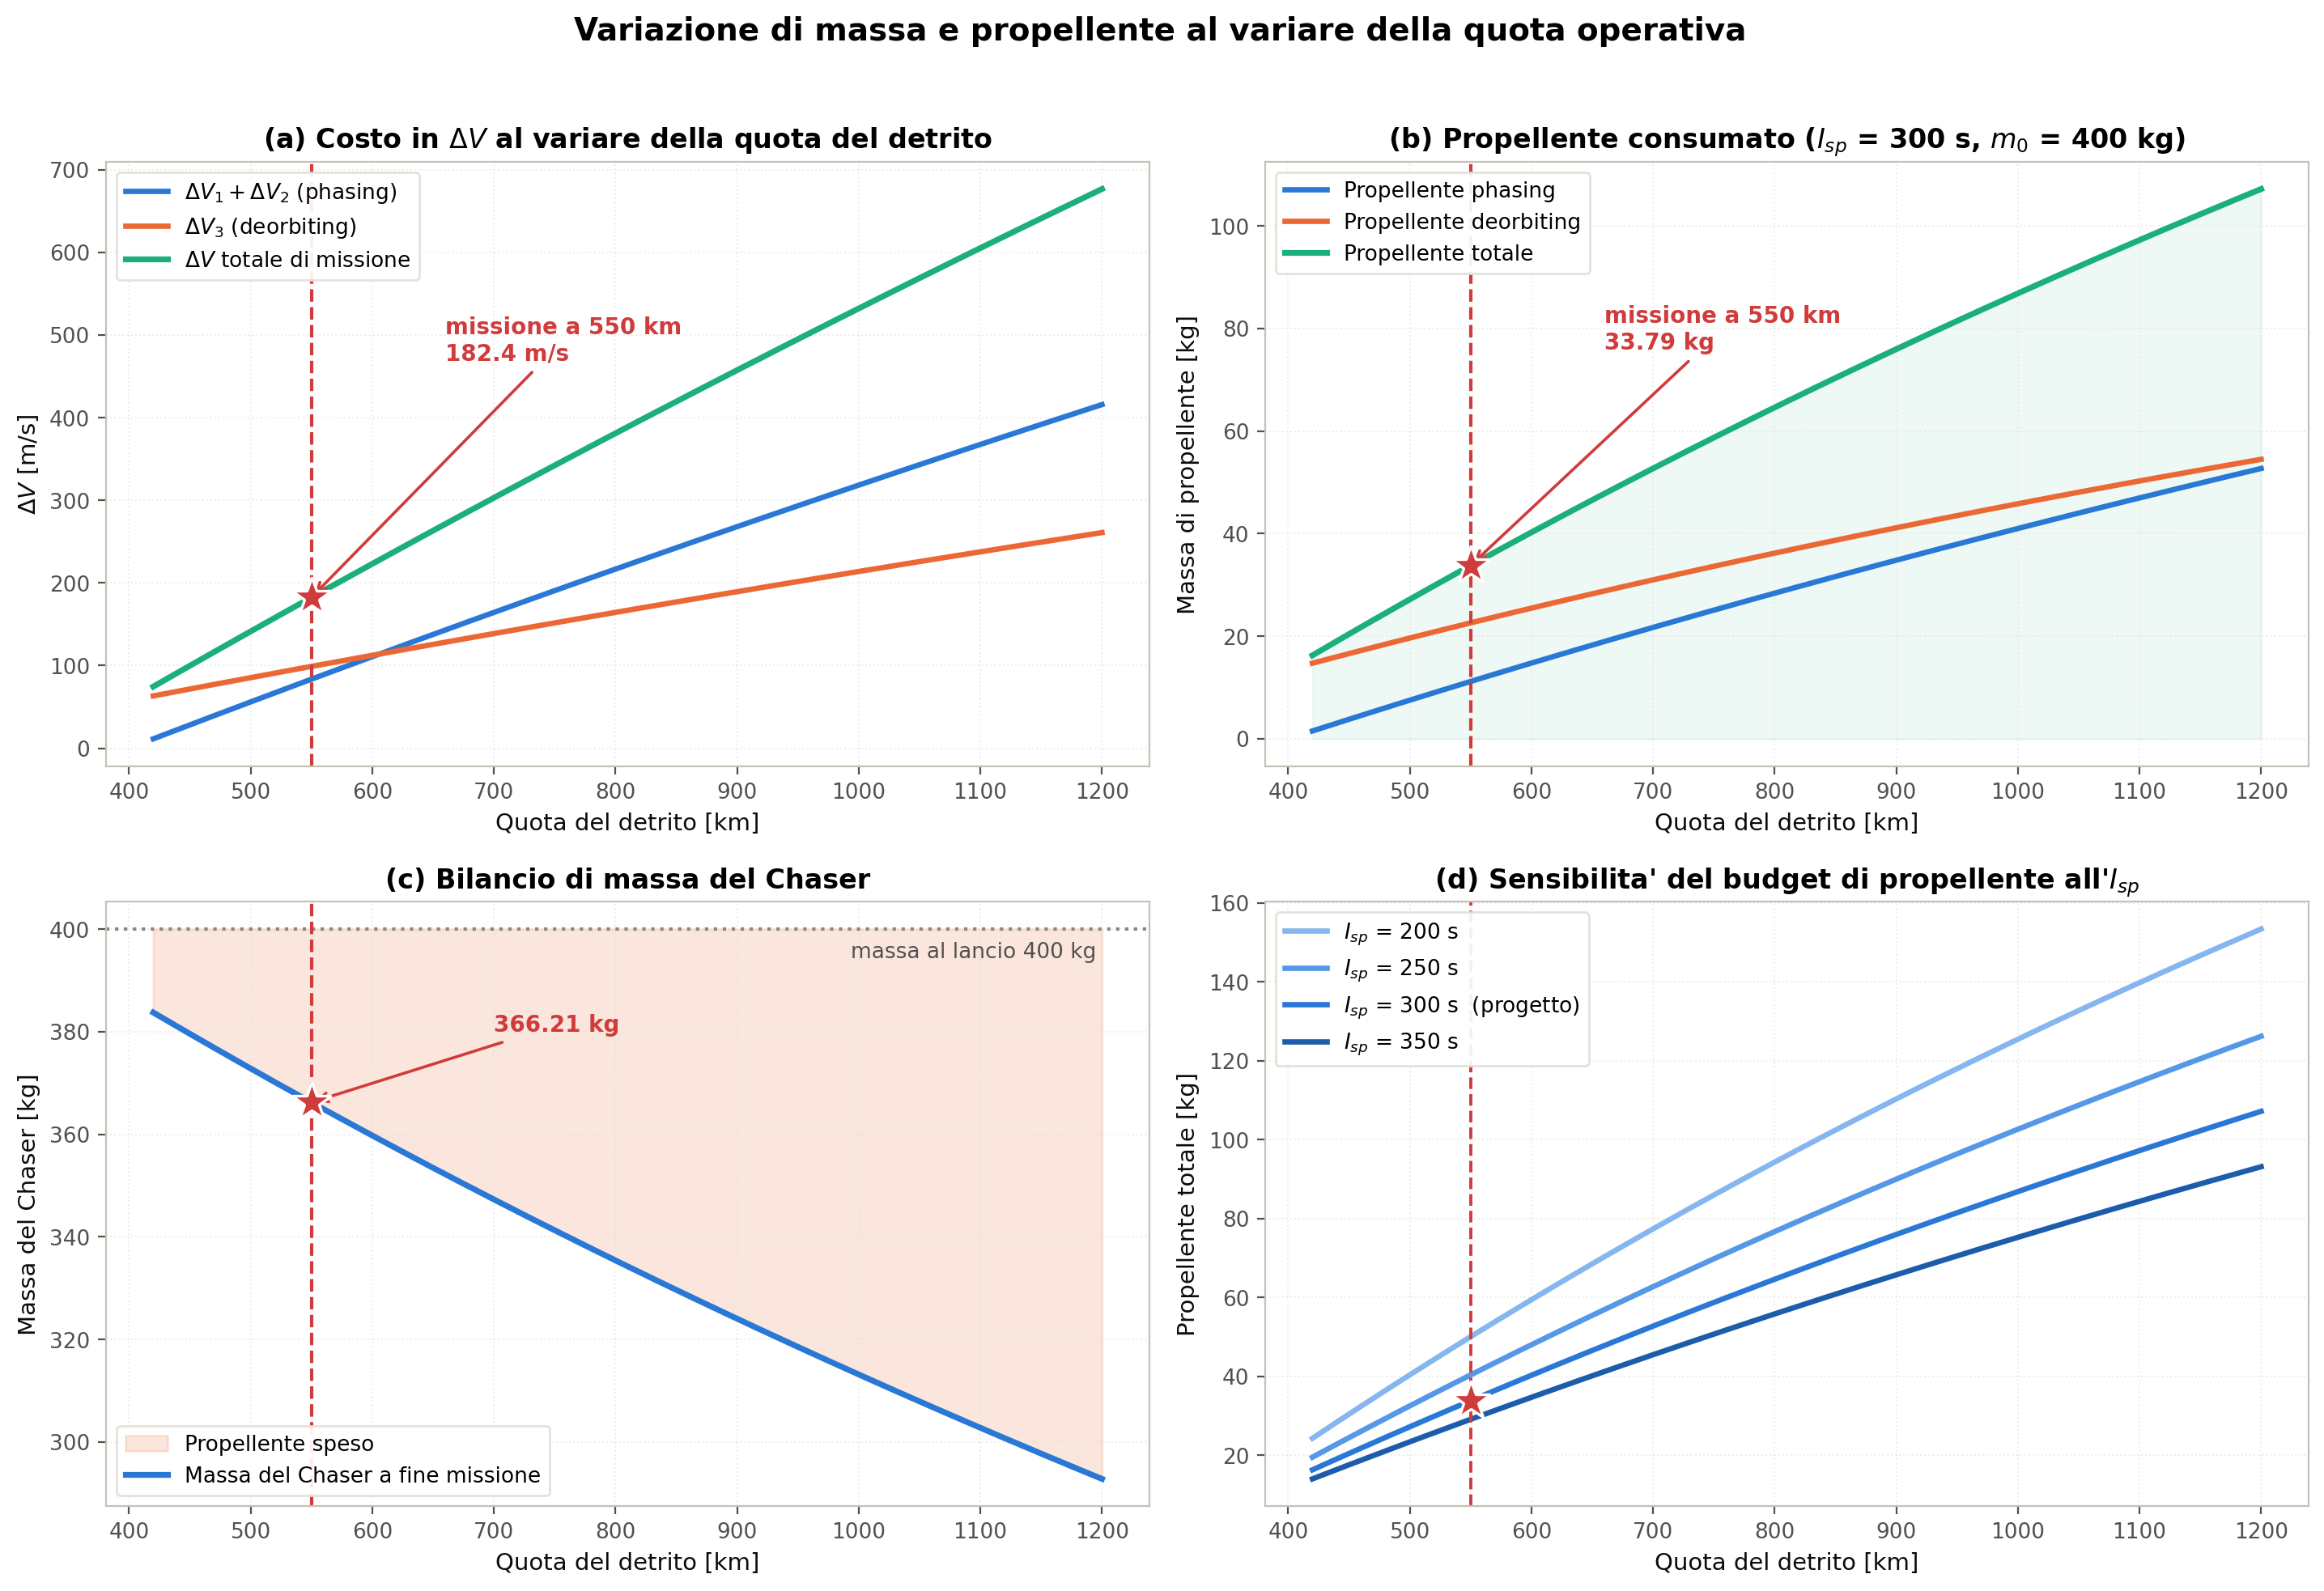 Variazione di massa e propellente al variare della quota operativa
(a) Costo in ΔV al variare della quota del detrito
ΔV [m/s]
700
600
500
400
300
200
100
0
ΔV₁ + ΔV₂ (phasing)
ΔV₃ (deorbiting)
ΔV totale di missione
missione a 550 km
182.4 m/s
400 500 600 700 800 900 1000 1100 1200
Quota del detrito [km]
(b) Propellente consumato (Iₛₚ = 300 s, m₀ = 400 kg)
Massa di propellente [kg]
100
80
60
40
20
0
Propellente phasing
Propellente deorbiting
Propellente totale
missione a 550 km
33.79 kg
400 500 600 700 800 900 1000 1100 1200
Quota del detrito [km]
(c) Bilancio di massa del Chaser
Massa del Chaser [kg]
400
380
360
340
320
300
massa al lancio 400 kg
366.21 kg
Propellente speso
Massa del Chaser a fine missione
400 500 600 700 800 900 1000 1100 1200
Quota del detrito [km]
(d) Sensibilita' del budget di propellente all'Iₛₚ
Propellente totale [kg]
160
140
120
100
80
60
40
20
Iₛₚ = 200 s
Iₛₚ = 250 s
Iₛₚ = 300 s (progetto)
Iₛₚ = 350 s
400 500 600 700 800 900 1000 1100 1200
Quota del detrito [km]